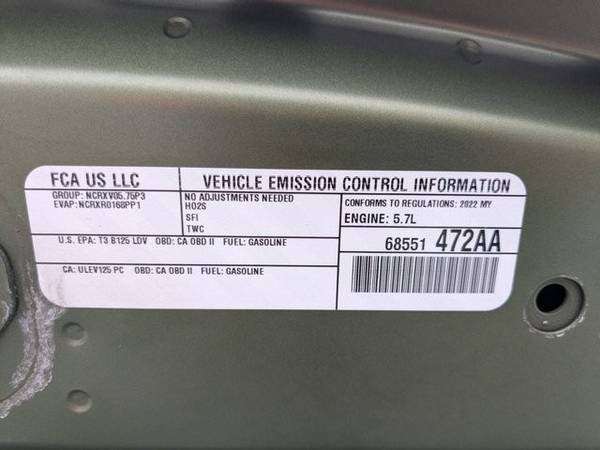 FCA US LLC
VEHICLE EMISSION CONTROL INFORMATION
GROUP: NCRXV05.75P3
EVAP:NCRXR0168PP1
NO ADJUSTMENTS NEEDED
HO2S
SFI
TWC
CONFORMS TO REGULATIONS: 2022 MY
ENGINE: 5.7L
U.S. EPA: T3 B125 LDV OBD: CA OBD II FUEL: GASOLINE
68551 472AA
CA: ULEV125 PC OBD: CA OBD II FUEL: GASOLINE